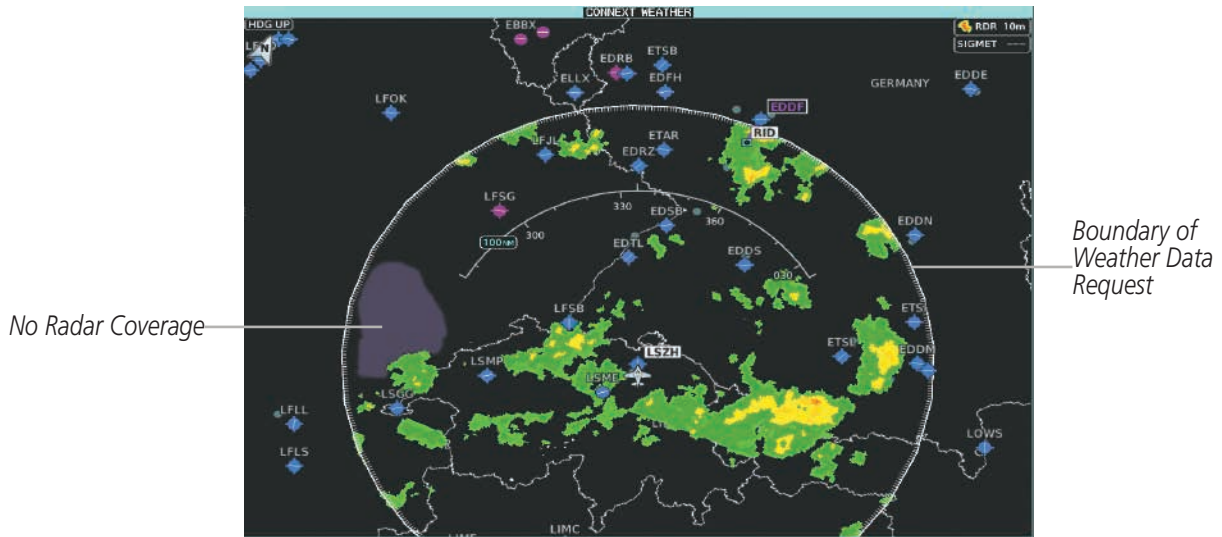 CONNEXT WEATHER
HDG UP
N
EBBX
RDR 10m
SIGMET ---
ETSB
EDRB
ELLX
EDFH
GERMANY
EDDE
LFOK
EDDF
RID
LFJL
ETAR
EDRZ
LFSG
330
EDSB
360
300
100NM
EDDN
EDTL
EDDS
030
Boundary of
Weather Data
Request
No Radar Coverage
LFSB
LSZH
EDDM
LSMP
LSME
LSGG
LFLL
LOWS
LFLS
LIMC